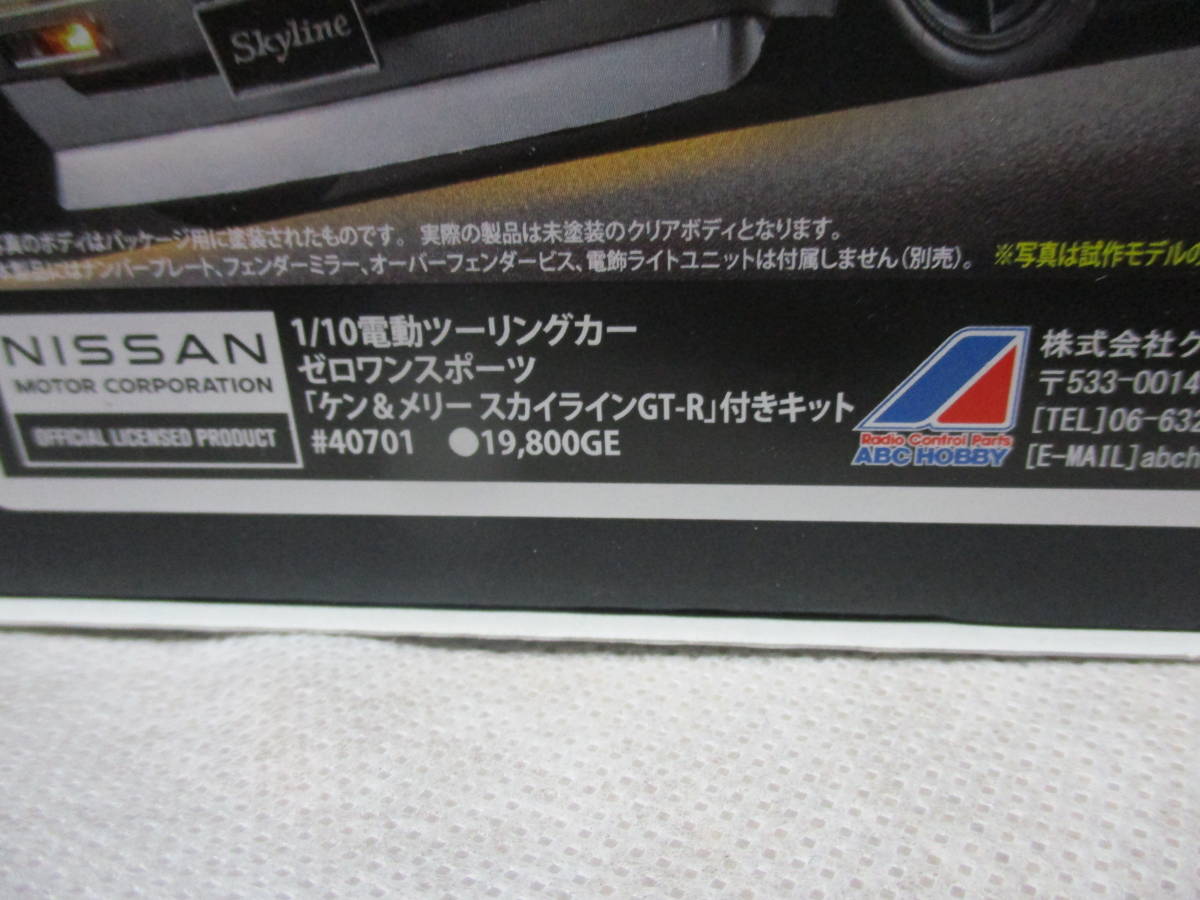 Skyline
真のボディはパッケージ用に塗装されたものです。 実際の製品は未塗装のクリアボディとなります。
製品にはナンバープレート、フェンダーミラー、オーバーフェンダービス、電飾ライトユニットは付属しません(別売)。 ※写真は試作モデルの
NISSAN
MOTOR CORPORATION
OFFICIAL LICENSED PRODUCT
1/10電動ツーリングカー
ゼロワンスポーツ
「ケン&メリー スカイラインGT-R」付きキット
#40701 ●19,800GE
Radio Control Parts
ABC HOBBY
株式会社ク
〒533-0014
[TEL]06-632
[E-MAIL]abch